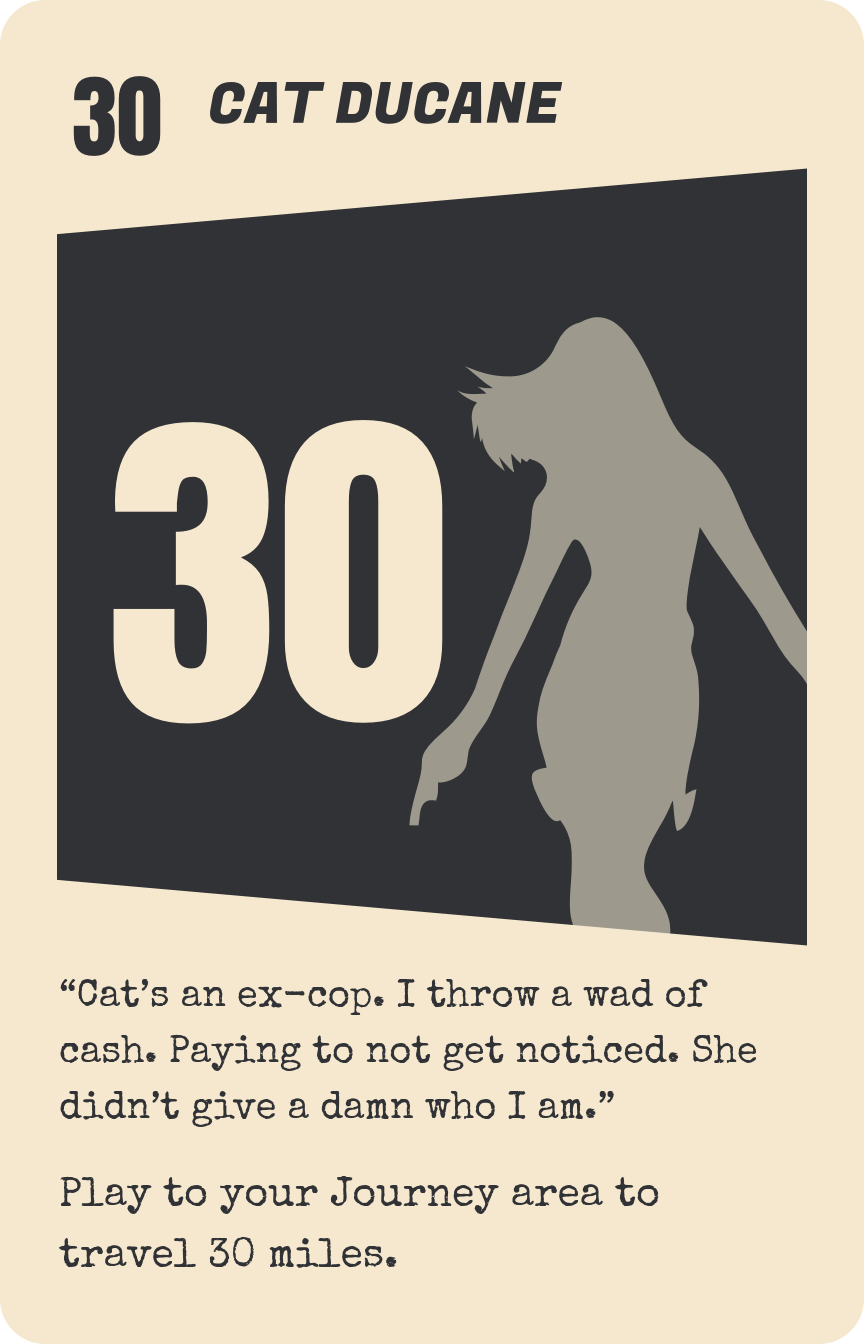 30 CAT DUCANE
30
“Cat’s an ex-cop. I throw a wad of
cash. Paying to not get noticed. She
didn’t give a damn who I am.”
Play to your Journey area to
travel 30 miles.